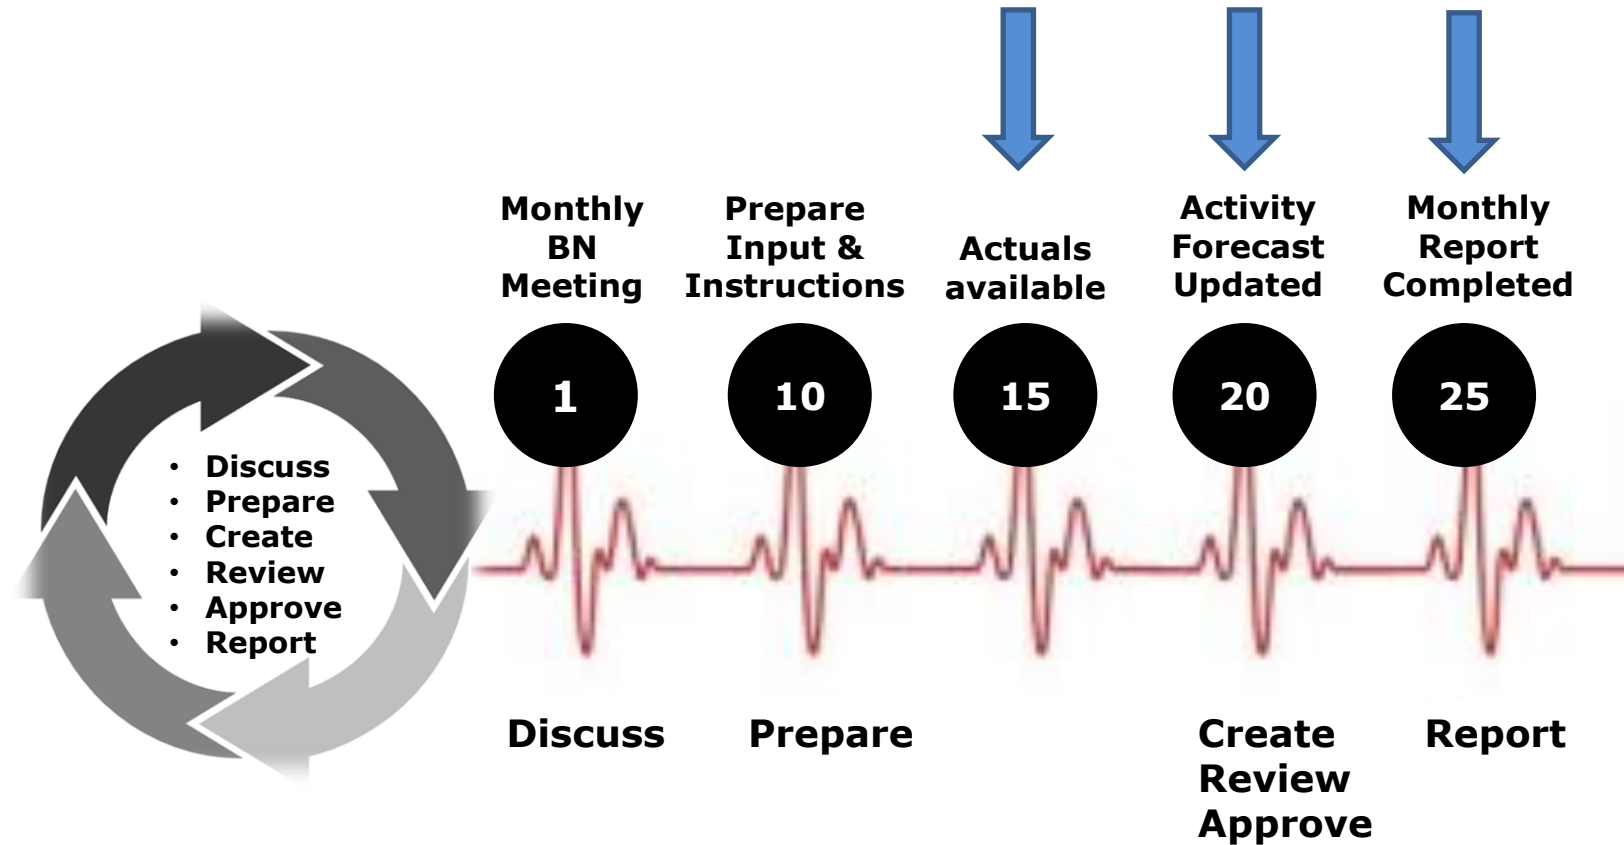 Monthly
BN
Meeting
Prepare
Input &
Instructions
Actuals
available
Activity
Forecast
Updated
Monthly
Report
Completed
1
10
15
20
25
• Discuss
• Prepare
• Create
• Review
• Approve
• Report
Discuss
Prepare
Create
Review
Approve
Report